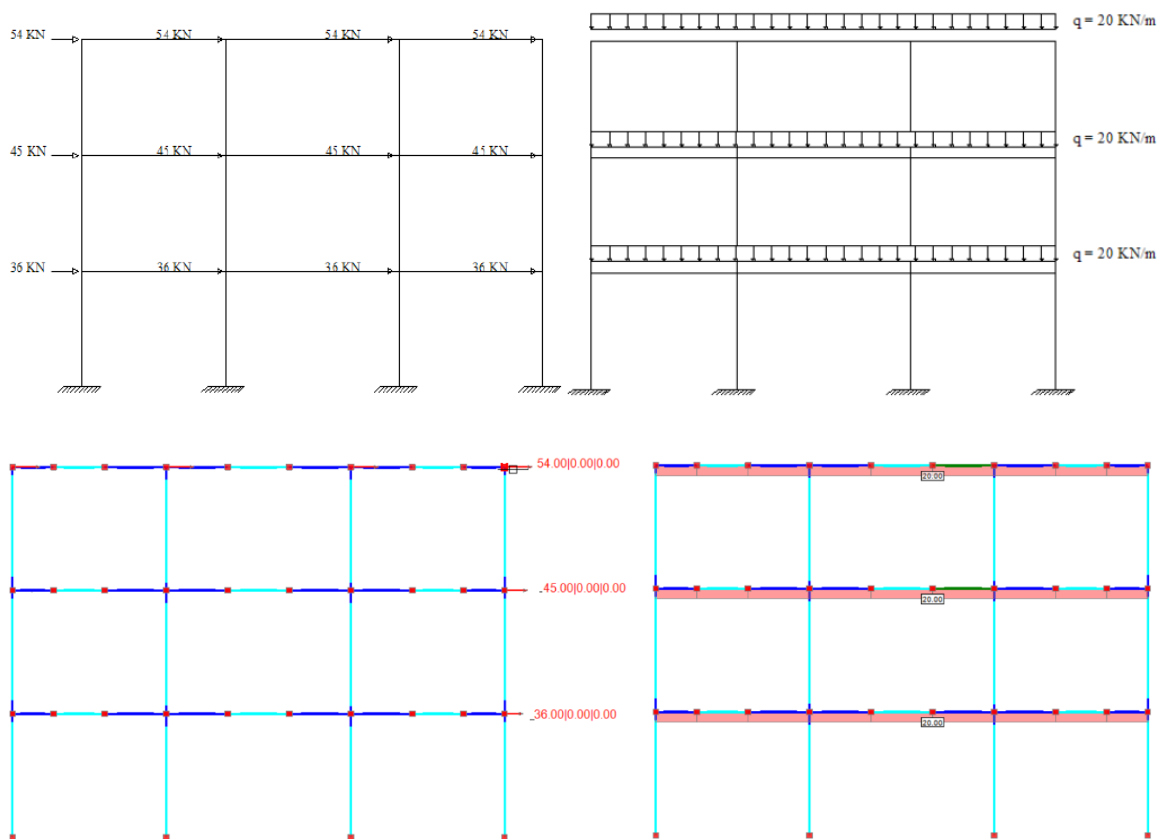 54 KN 54 KN 54 KN 54 KN
45 KN 45 KN 45 KN 45 KN
36 KN 36 KN 36 KN 36 KN
q = 20 KN/m
q = 20 KN/m
q = 20 KN/m
54.00|0.00|0.00
_45.00|0.00|0.00
_36.00|0.00|0.00
20.00
20.00
20.00